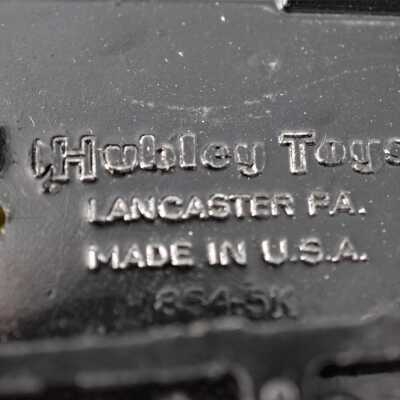 Hubley Toys
LANCASTER PA.
MADE IN U.S.A.